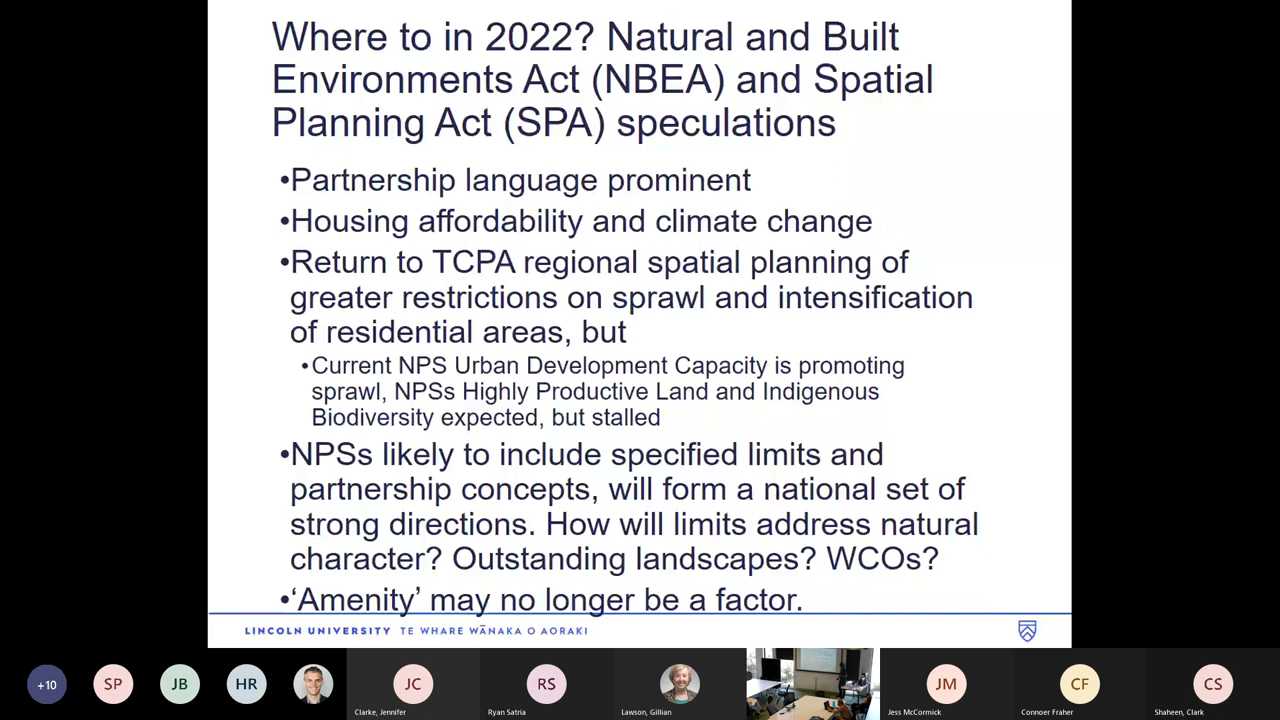 Where to in 2022? Natural and Built
Environments Act (NBEA) and Spatial
Planning Act (SPA) speculations
•Partnership language prominent
•Housing affordability and climate change
•Return to TCPA regional spatial planning of
greater restrictions on sprawl and intensification
of residential areas, but
•Current NPS Urban Development Capacity is promoting
sprawl, NPSs Highly Productive Land and Indigenous
Biodiversity expected, but stalled
•NPSs likely to include specified limits and
partnership concepts, will form a national set of
strong directions. How will limits address natural
character? Outstanding landscapes? WCOs?
•‘Amenity’ may no longer be a factor.
LINCOLN UNIVERSITY TE WHARE WĀNAKA O AORAKI
+10
SP
JB
HR
JC
Clarke, Jennifer
RS
Ryan Satria
Lawson, Gillian
JM
Jess McCormick
CF
Connoer Fraher
CS
Shaheen, Clark